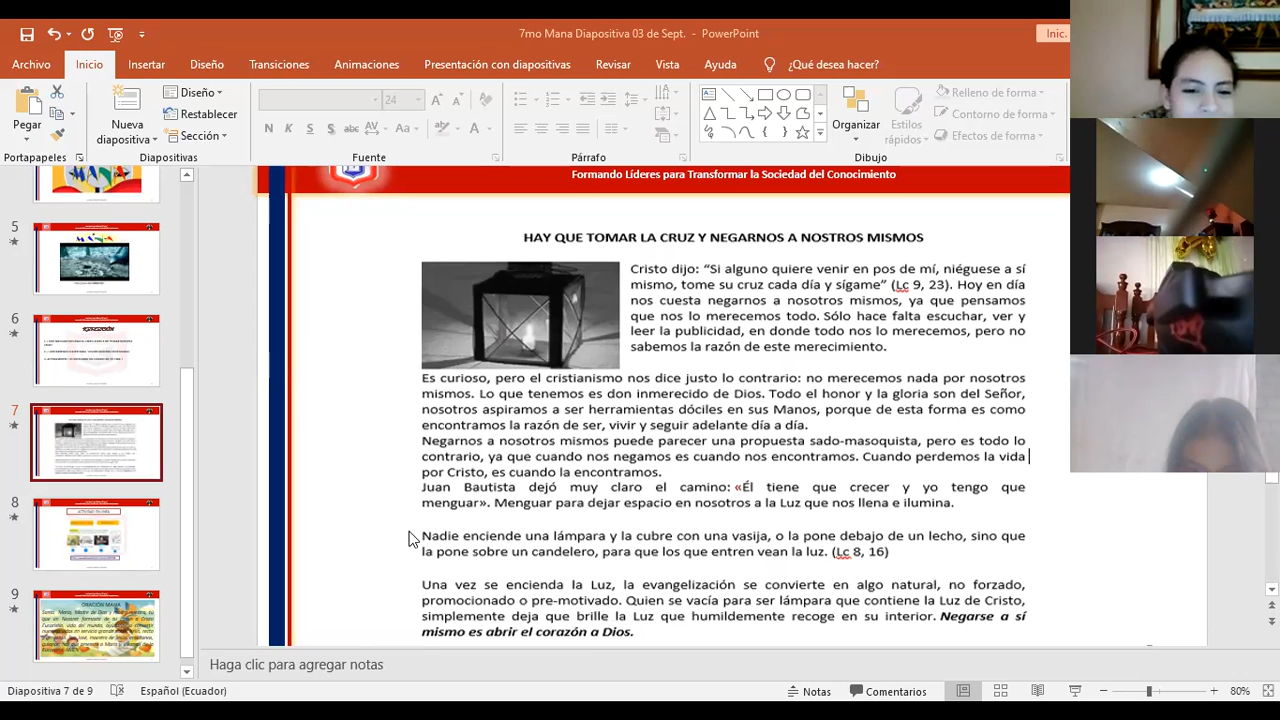 7mo Mana Diapositiva 03 de Sept. - PowerPoint
Inic.
Archivo Inicio Insertar Diseño Transiciones Animaciones Presentación con diapositivas Revisar Vista Ayuda ¿Qué desea hacer?
Pegar
Portapapeles
Nueva diapositiva
Diseño
Restablecer
Sección
Diapositivas
24
N K S S abc AV Aa
Fuente
Párrafo
Organizar
Estilos rápidos
Relleno de forma
Contorno de forma
Efectos de forma
Dibujo
5
6
7
8
9
Formando Líderes para Transformar la Sociedad del Conocimiento
HAY QUE TOMAR LA CRUZ Y NEGARNOS A NOSTROS MISMOS
Cristo dijo: “Si alguno quiere venir en pos de mí, niéguese a sí
mismo, tome su cruz cada día y sígame” (Lc 9, 23). Hoy en día
nos cuesta negarnos a nosotros mismos, ya que pensamos
que nos lo merecemos todo. Sólo hace falta escuchar, ver y
leer la publicidad, en donde todo nos lo merecemos, pero no
sabemos la razón de este merecimiento.
Es curioso, pero el cristianismo nos dice justo lo contrario: no merecemos nada por nosotros
mismos. Lo que tenemos es don inmerecido de Dios. Todo el honor y la gloria son del Señor,
nosotros aspiramos a ser herramientas dóciles en sus Manos, porque de esta forma es como
encontramos la razón de ser, vivir y seguir adelante día a día.
Negarnos a nosotros mismos puede parecer una propuesta saco-masoquista, pero es todo lo
contrario, ya que cuando nos negamos es cuando nos encontramos. Cuando perdemos la vida
por Cristo, es cuando la encontramos.
Juan Bautista dejó muy claro el camino: «Él tiene que crecer y yo tengo que
menguar». Menguar para dejar espacio en nosotros a la Luz que nos llena e ilumina.
Nadie enciende una lámpara y la cubre con una vasija, o la pone debajo de un lecho, sino que
la pone sobre un candelero, para que los que entren vean la luz. (Lc 8, 16)
Una vez se encienda la Luz, la evangelización se convierte en algo natural, no forzado,
promocionado o pre-motivado. Quien se vacía para ser lámpara que contiene la Luz de Cristo,
simplemente deja que brille la Luz que humildemente recoge en su interior. Negarse a sí
mismo es abrir el corazón a Dios.
Haga clic para agregar notas
Diapositiva 7 de 9 Español (Ecuador) Notas Comentarios 80%